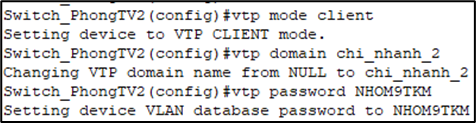 Switch_PhongTV2(config)#vtp mode client
Setting device to VTP CLIENT mode.
Switch_PhongTV2(config)#vtp domain chi_nhanh_2
Changing VTP domain name from NULL to chi_nhanh_2
Switch_PhongTV2(config)#vtp password NHOM9TKM
Setting device VLAN database password to NHOM9TKM